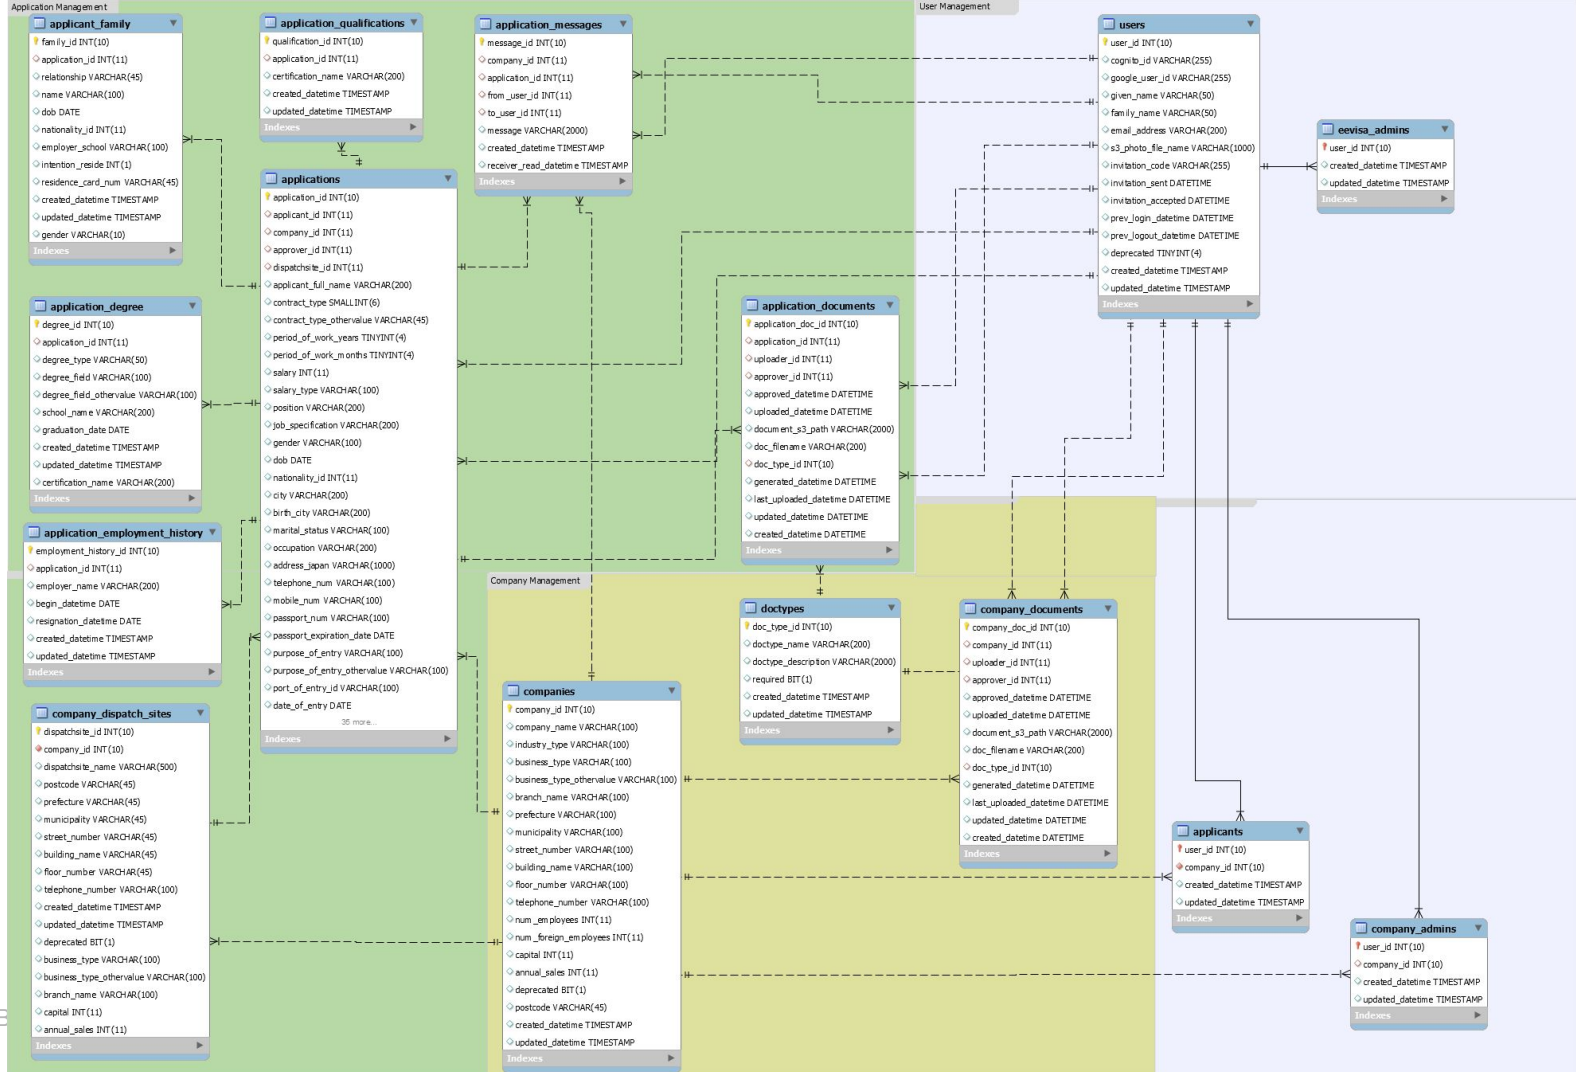 Application Management
applicant_family
family_id INT(10)
application_id INT(11)
relationship VARCHAR(45)
name VARCHAR(100)
dob DATE
nationality_id INT(11)
employer_school VARCHAR(100)
intention_reside INT(1)
residence_card_num VARCHAR(45)
created_datetime TIMESTAMP
updated_datetime TIMESTAMP
gender VARCHAR(10)
Indexes
application_qualifications
qualification_id INT(10)
application_id INT(11)
certification_name VARCHAR(200)
created_datetime TIMESTAMP
updated_datetime TIMESTAMP
Indexes
application_messages
message_id INT(10)
company_id INT(11)
application_id INT(11)
from_user_id INT(11)
to_user_id INT(11)
message VARCHAR(2000)
created_datetime TIMESTAMP
receiver_read_datetime TIMESTAMP
Indexes
User Management
users
user_id INT(10)
cognito_id VARCHAR(255)
google_user_id VARCHAR(255)
given_name VARCHAR(50)
family_name VARCHAR(50)
email_address VARCHAR(200)
s3_photo_file_name VARCHAR(1000)
invitation_code VARCHAR(255)
invitation_sent DATETIME
invitation_accepted DATETIME
prev_login_datetime DATETIME
prev_logout_datetime DATETIME
deprecated TINYINT(4)
created_datetime TIMESTAMP
updated_datetime TIMESTAMP
Indexes
eevisa_admins
user_id INT(10)
created_datetime TIMESTAMP
updated_datetime TIMESTAMP
Indexes
applications
application_id INT(10)
applicant_id INT(11)
company_id INT(11)
approver_id INT(11)
dispatchsite_id INT(11)
applicant_full_name VARCHAR(200)
contract_type SMALLINT(6)
contract_type_othervalue VARCHAR(45)
period_of_work_years TINYINT(4)
period_of_work_months TINYINT(4)
salary INT(11)
salary_type VARCHAR(100)
position VARCHAR(200)
job_specification VARCHAR(200)
gender VARCHAR(100)
dob DATE
nationality_id INT(11)
city VARCHAR(200)
birth_city VARCHAR(200)
marital_status VARCHAR(100)
occupation VARCHAR(200)
address_japan VARCHAR(1000)
telephone_num VARCHAR(100)
mobile_num VARCHAR(100)
passport_num VARCHAR(100)
passport_expiration_date DATE
purpose_of_entry VARCHAR(100)
purpose_of_entry_othervalue VARCHAR(100)
port_of_entry_id VARCHAR(100)
date_of_entry DATE
36 more...
Indexes
application_degree
degree_id INT(10)
application_id INT(11)
degree_type VARCHAR(50)
degree_field VARCHAR(100)
degree_field_othervalue VARCHAR(100)
school_name VARCHAR(200)
graduation_date DATE
created_datetime TIMESTAMP
updated_datetime TIMESTAMP
certification_name VARCHAR(200)
Indexes
application_documents
application_doc_id INT(10)
application_id INT(11)
uploader_id INT(11)
approver_id INT(11)
approved_datetime DATETIME
uploaded_datetime DATETIME
document_s3_path VARCHAR(2000)
doc_filename VARCHAR(200)
doc_type_id INT(10)
generated_datetime DATETIME
last_uploaded_datetime DATETIME
updated_datetime DATETIME
created_datetime DATETIME
Indexes
application_employment_history
employment_history_id INT(10)
application_id INT(11)
employer_name VARCHAR(200)
begin_datetime DATE
resignation_datetime DATE
created_datetime TIMESTAMP
updated_datetime TIMESTAMP
Indexes
company_dispatch_sites
dispatchsite_id INT(10)
company_id INT(10)
dispatchsite_name VARCHAR(500)
postcode VARCHAR(45)
prefecture VARCHAR(45)
municipality VARCHAR(45)
street_number VARCHAR(45)
building_name VARCHAR(45)
floor_number VARCHAR(45)
telephone_number VARCHAR(100)
created_datetime TIMESTAMP
updated_datetime TIMESTAMP
deprecated BIT(1)
business_type VARCHAR(100)
business_type_othervalue VARCHAR(100)
branch_name VARCHAR(100)
capital INT(11)
annual_sales INT(11)
Indexes
Company Management
companies
company_id INT(10)
company_name VARCHAR(100)
industry_type VARCHAR(100)
business_type VARCHAR(100)
business_type_othervalue VARCHAR(100)
branch_name VARCHAR(100)
prefecture VARCHAR(100)
municipality VARCHAR(100)
street_number VARCHAR(100)
building_name VARCHAR(100)
floor_number VARCHAR(100)
telephone_number VARCHAR(100)
num_employees INT(11)
num_foreign_employees INT(11)
capital INT(11)
annual_sales INT(11)
deprecated BIT(1)
postcode VARCHAR(45)
created_datetime TIMESTAMP
updated_datetime TIMESTAMP
Indexes
doctypes
doc_type_id INT(10)
doctype_name VARCHAR(200)
doctype_description VARCHAR(2000)
required BIT(1)
created_datetime TIMESTAMP
updated_datetime TIMESTAMP
Indexes
company_documents
company_doc_id INT(10)
company_id INT(11)
uploader_id INT(11)
approver_id INT(11)
approved_datetime DATETIME
uploaded_datetime DATETIME
document_s3_path VARCHAR(2000)
doc_filename VARCHAR(200)
doc_type_id INT(10)
generated_datetime DATETIME
last_uploaded_datetime DATETIME
updated_datetime DATETIME
created_datetime DATETIME
Indexes
applicants
user_id INT(10)
company_id INT(10)
created_datetime TIMESTAMP
updated_datetime TIMESTAMP
Indexes
company_admins
user_id INT(10)
company_id INT(10)
created_datetime TIMESTAMP
updated_datetime TIMESTAMP
Indexes